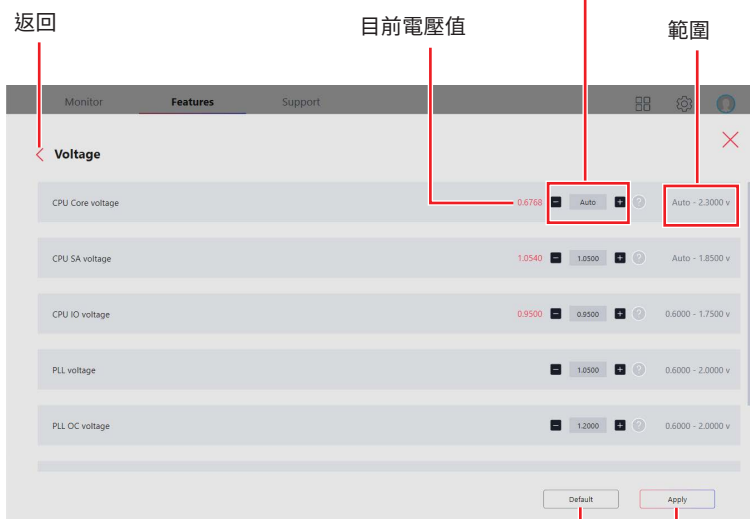 返回
目前電壓值
範圍
Monitor Features Support
Voltage
CPU Core voltage 0.6768 − Auto + ? Auto - 2.3000 v
CPU SA voltage 1.0540 − 1.0500 + ? Auto - 1.8500 v
CPU IO voltage 0.9500 − 0.9500 + ? 0.6000 - 1.7500 v
PLL voltage − 1.0500 + ? 0.6000 - 2.0000 v
PLL OC voltage − 1.2000 + ? 0.6000 - 2.0000 v
Default Apply